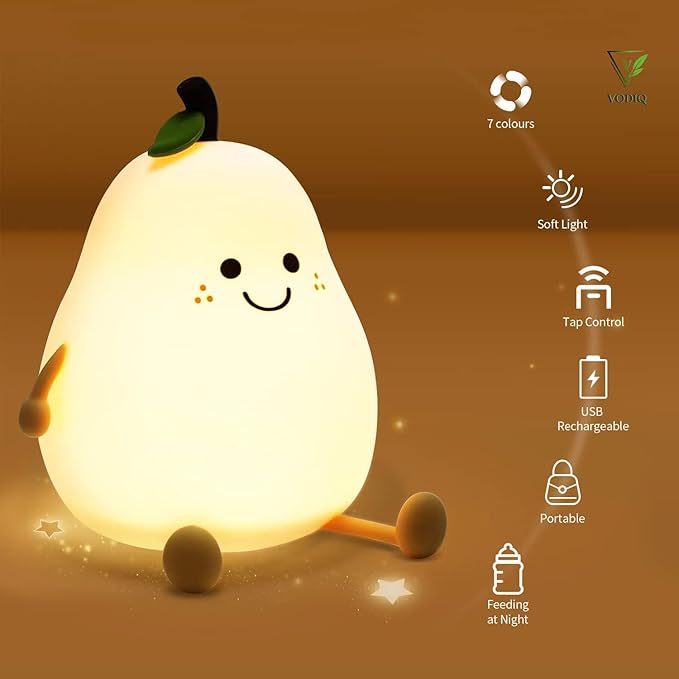 VODIQ
7 colours
Soft Light
Tap Control
USB
Rechargeable
Portable
Feeding
at Night